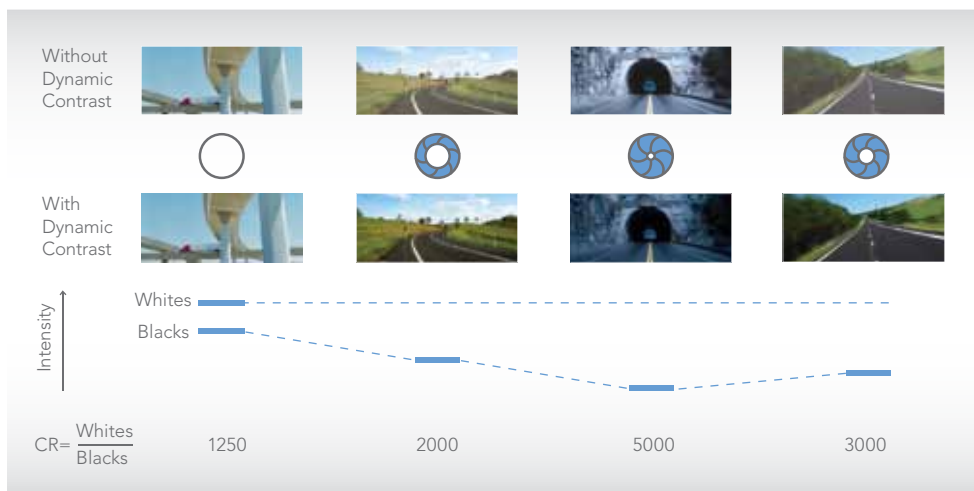 Without
Dynamic
Contrast
With
Dynamic
Contrast
Intensity
Whites
Blacks
CR= Whites
Blacks
1250 2000 5000 3000